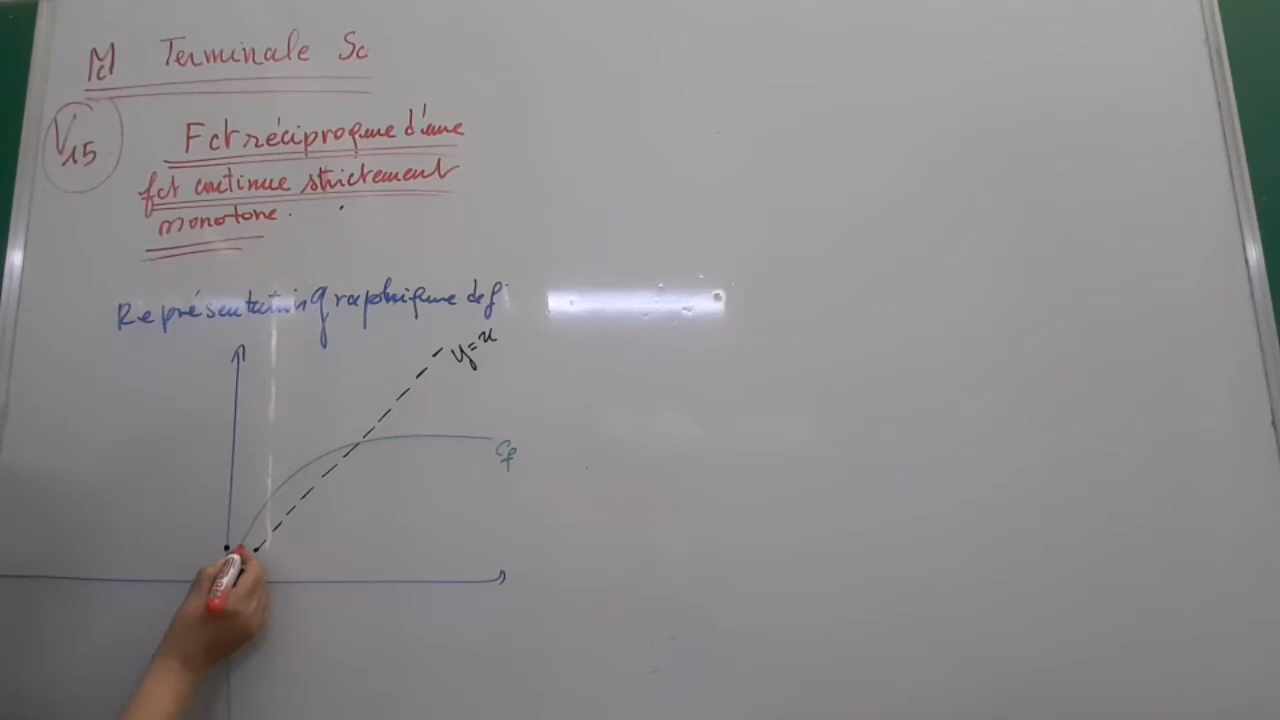 Terminale Sc
V15
Fct réciproque d'une
fct continue strictement
monotone.
Représentation graphique de f
y=x
Cf